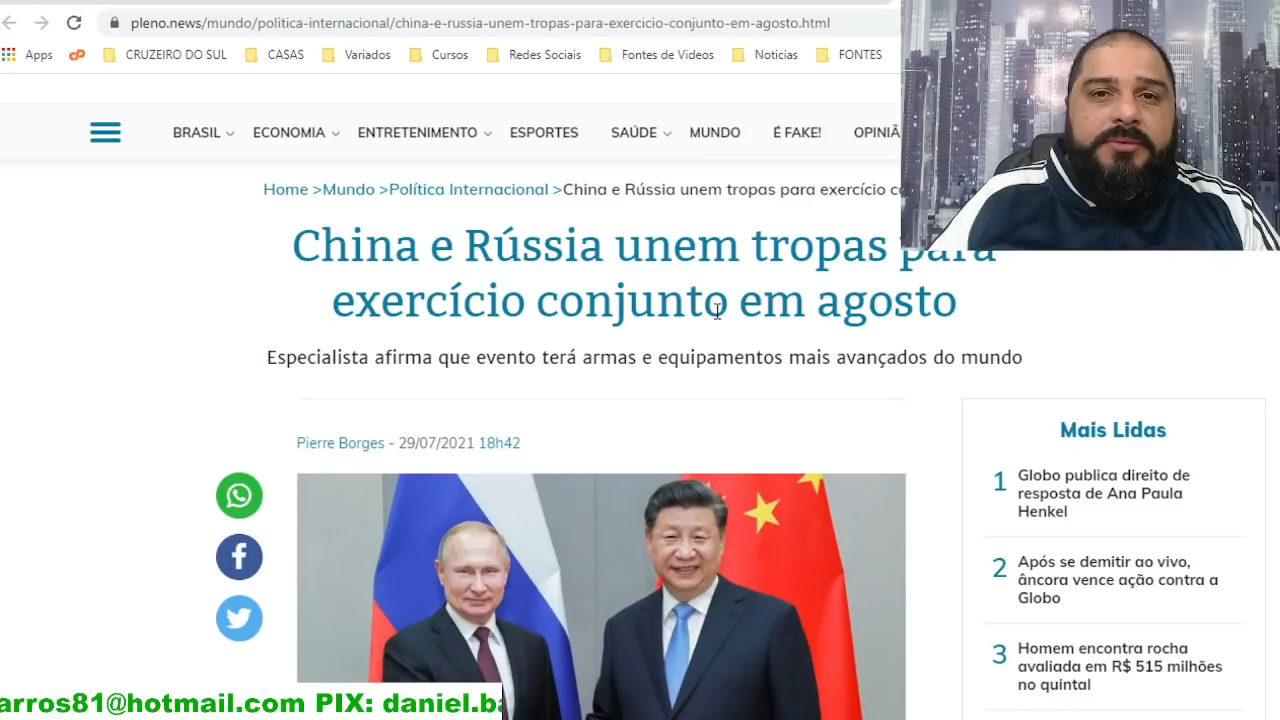 pleno.news/mundo/politica-internacional/china-e-russia-unem-tropas-para-exercicio-conjunto-em-agosto.html
Apps CRUZEIRO DO SUL CASAS Variados Cursos Redes Sociais Fontes de Videos Noticias FONTES
BRASIL ECONOMIA ENTRETENIMENTO ESPORTES SAÚDE MUNDO É FAKE! OPINIÃ
Home >Mundo >Política Internacional >China e Rússia unem tropas para exercício co
China e Rússia unem tropas para
exercício conjunto em agosto
Especialista afirma que evento terá armas e equipamentos mais avançados do mundo
Pierre Borges - 29/07/2021 18h42
Mais Lidas
1 Globo publica direito de
resposta de Ana Paula
Henkel
2 Após se demitir ao vivo,
âncora vence ação contra a
Globo
3 Homem encontra rocha
avaliada em R$ 515 milhões
no quintal
arros81@hotmail.com PIX: daniel.ba